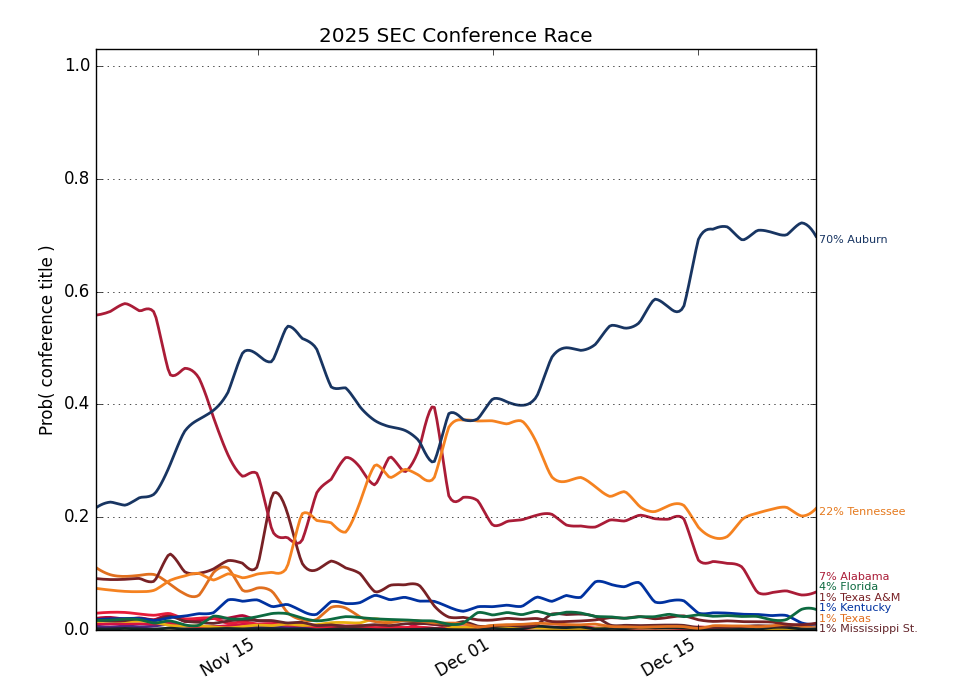 2025 SEC Conference Race
Prob( conference title )
1.0
0.8
0.6
0.4
0.2
0.0
Nov 15
Dec 01
Dec 15
70% Auburn
22% Tennessee
7% Alabama
4% Florida
1% Texas A&M
1% Kentucky
1% Texas
1% Mississippi St.